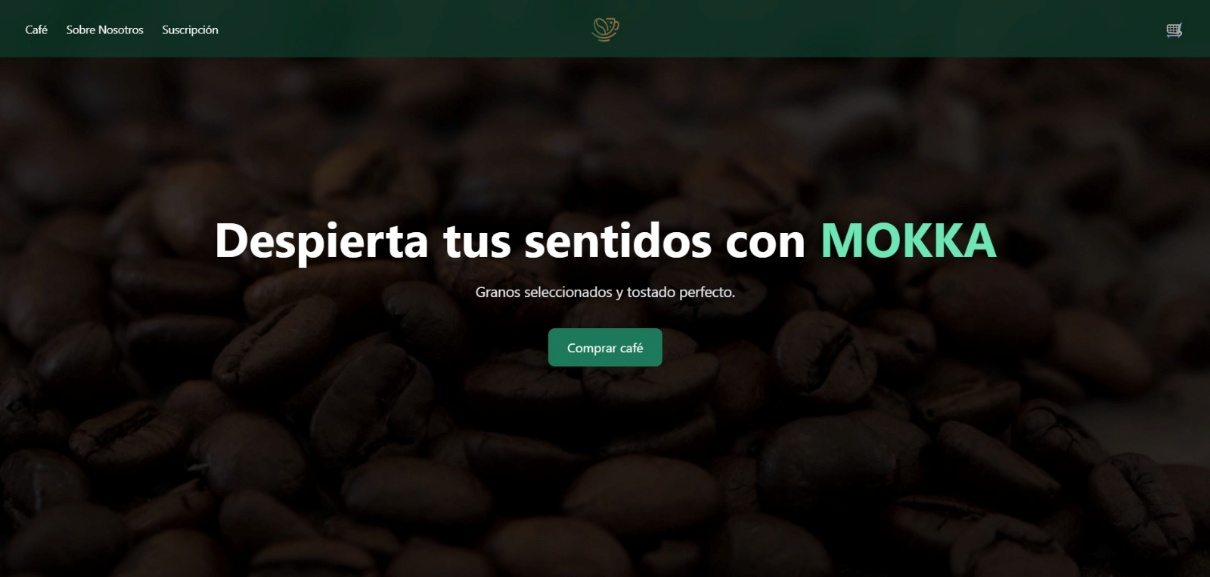 Café Sobre Nosotros Suscripción
Despierta tus sentidos con MOKKA
Granos seleccionados y tostado perfecto.
Comprar café